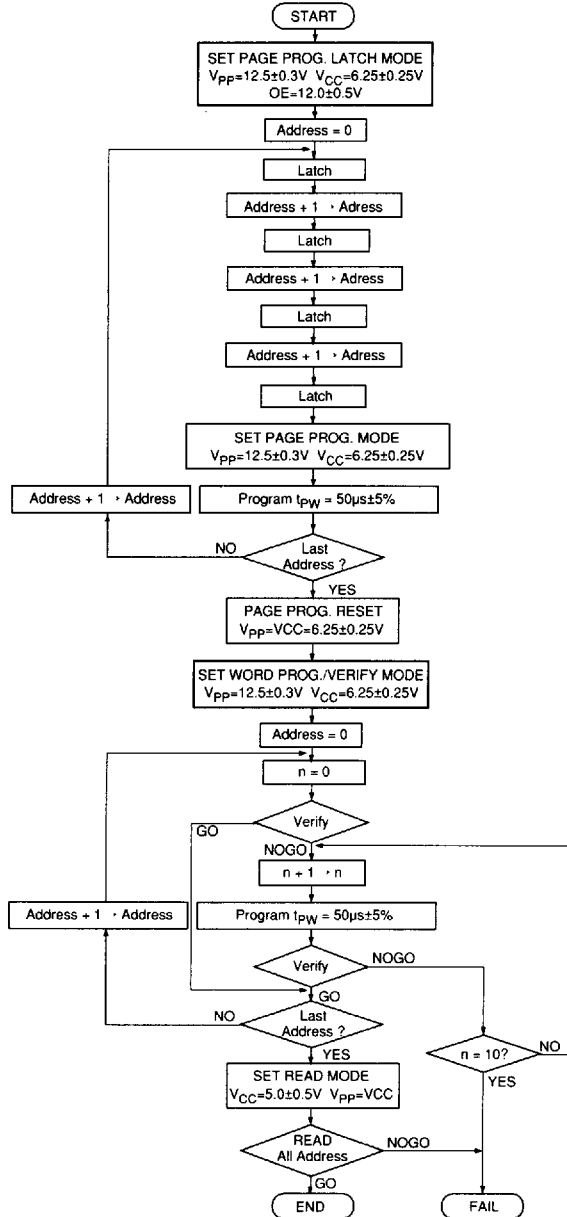 START
SET PAGE PROG. LATCH MODE
VPP=12.5±0.3V VCC=6.25±0.25V
OE=12.0±0.5V
Address = 0
Latch
Address + 1 → Adress
Latch
Address + 1 → Adress
Latch
Address + 1 → Adress
Latch
SET PAGE PROG. MODE
VPP=12.5±0.3V VCC=6.25±0.25V
Address + 1 → Address
Program tPW = 50µs±5%
NO
Last
Address ?
YES
PAGE PROG. RESET
VPP=VCC=6.25±0.25V
SET WORD PROG./VERIFY MODE
VPP=12.5±0.3V VCC=6.25±0.25V
Address = 0
n = 0
Verify
GO
NOGO
n + 1 → n
Address + 1 → Address
Program tPW = 50µs±5%
Verify
NOGO
GO
NO
Last
Address ?
YES
n = 10?
NO
YES
SET READ MODE
VCC=5.0±0.5V VPP=VCC
READ
All Address
NOGO
GO
END
FAIL